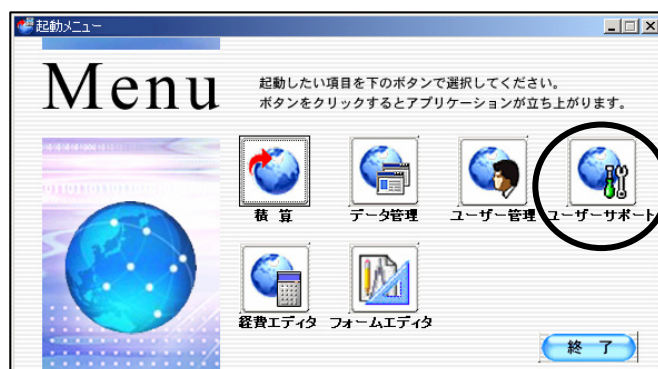 起動メニュー
Menu
起動したい項目を下のボタンで選択してください。
ボタンをクリックするとアプリケーションが立ち上がります。
積 算
データ管理
ユーザー管理
ユーザーサポート
経費エディタ
フォームエディタ
終 了